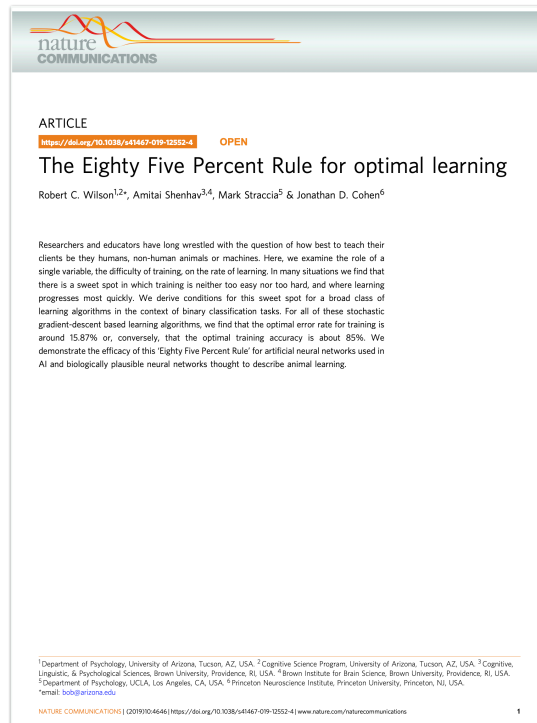 nature
COMMUNICATIONS
ARTICLE
https://doi.org/10.1038/s41467-019-12552-4 OPEN
The Eighty Five Percent Rule for optimal learning
Robert C. Wilson1,2*, Amitai Shenhav3,4, Mark Straccia5 & Jonathan D. Cohen6
Researchers and educators have long wrestled with the question of how best to teach their
clients be they humans, non-human animals or machines. Here, we examine the role of a
single variable, the difficulty of training, on the rate of learning. In many situations we find that
there is a sweet spot in which training is neither too easy nor too hard, and where learning
progresses most quickly. We derive conditions for this sweet spot for a broad class of
learning algorithms in the context of binary classification tasks. For all of these stochastic
gradient-descent based learning algorithms, we find that the optimal error rate for training is
around 15.87% or, conversely, that the optimal training accuracy is about 85%. We
demonstrate the efficacy of this ‘Eighty Five Percent Rule’ for artificial neural networks used in
AI and biologically plausible neural networks thought to describe animal learning.
1 Department of Psychology, University of Arizona, Tucson, AZ, USA. 2 Cognitive Science Program, University of Arizona, Tucson, AZ, USA. 3 Cognitive,
Linguistic, & Psychological Sciences, Brown University, Providence, RI, USA. 4 Brown Institute for Brain Science, Brown University, Providence, RI, USA.
5 Department of Psychology, UCLA, Los Angeles, CA, USA. 6 Princeton Neuroscience Institute, Princeton University, Princeton, NJ, USA.
*email: bob@arizona.edu
NATURE COMMUNICATIONS | (2019)10:4646 | https://doi.org/10.1038/s41467-019-12552-4 | www.nature.com/naturecommunications 1